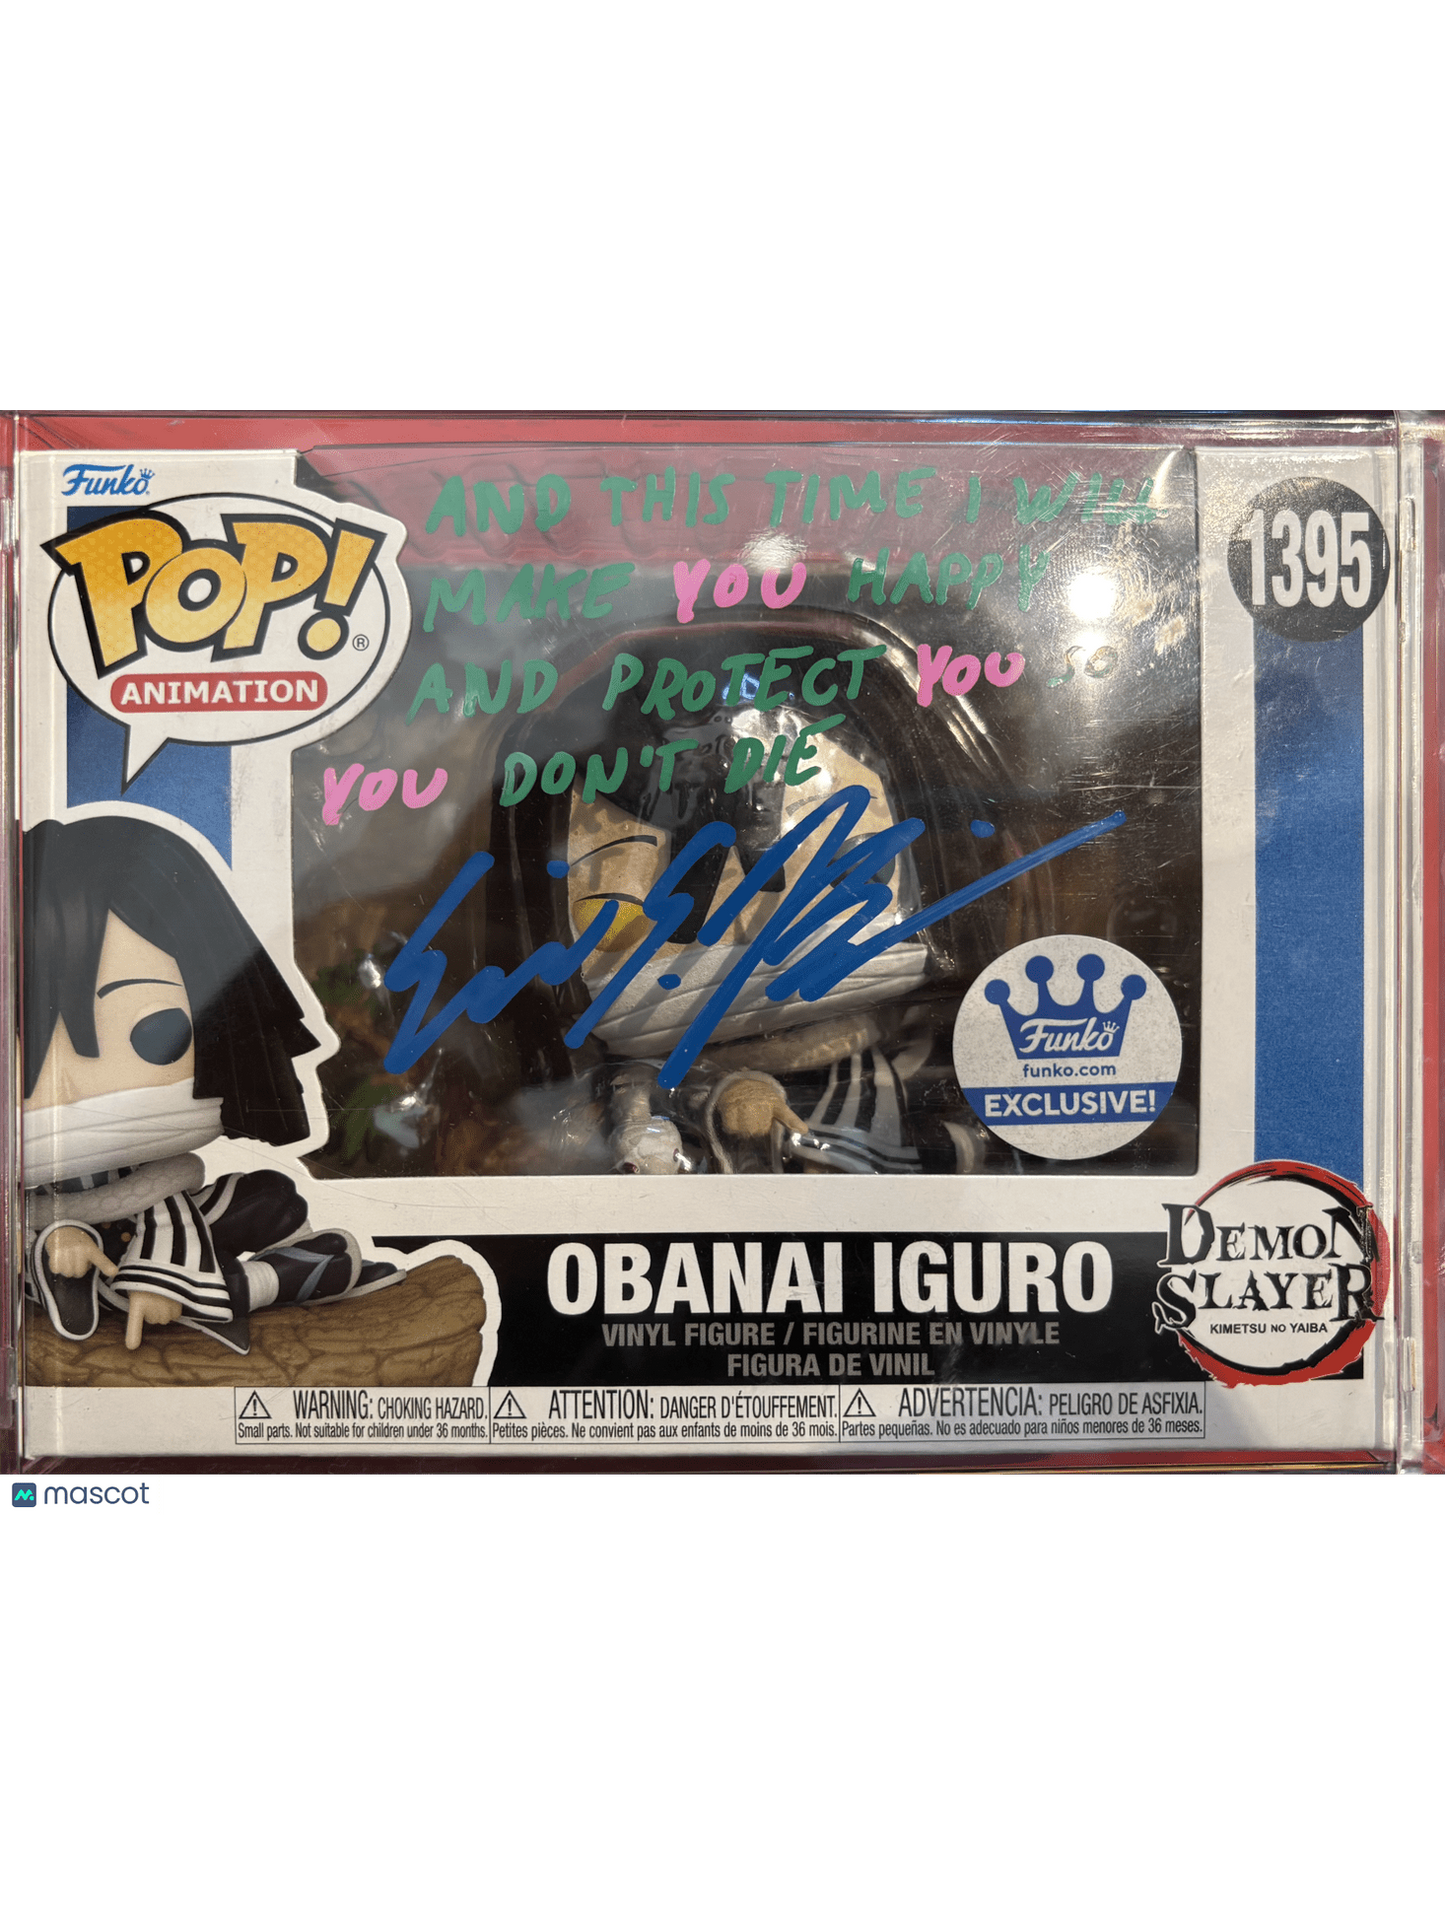 Funko
POP!®
ANIMATION
AND THIS TIME I WILL
MAKE YOU HAPPY
AND PROTECT YOU SO
YOU DON'T DIE
1395
Funko
funko.com
EXCLUSIVE!
OBANAI IGURO
VINYL FIGURE / FIGURINE EN VINYLE
FIGURA DE VINIL
DEMON
SLAYER
KIMETSU NO YAIBA
WARNING: CHOKING HAZARD.
Small parts. Not suitable for children under 36 months.
ATTENTION: DANGER D'ÉTOUFFEMENT.
Petites pièces. Ne convient pas aux enfants de moins de 36 mois.
ADVERTENCIA: PELIGRO DE ASFIXIA.
Partes pequeñas. No es adecuado para niños menores de 36 meses.
mascot